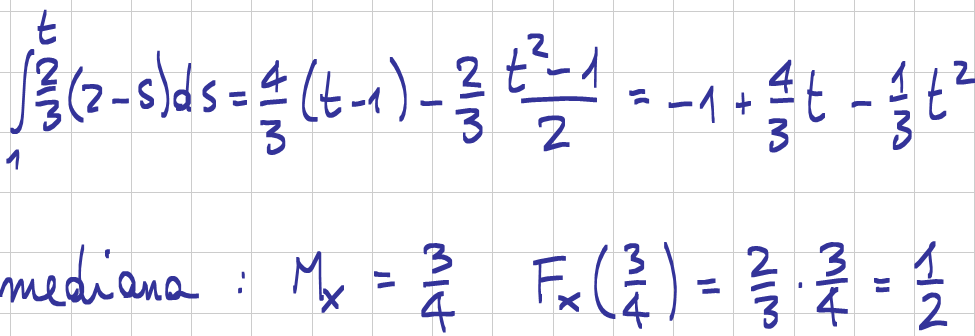 ∫₁ᵗ 2/3 (2-s)ds = 4/3 (t-1) - 2/3 (t²-1)/2 = -1 + 4/3 t - 1/3 t²
mediana : Mₓ = 3/4 Fₓ(3/4) = 2/3 · 3/4 = 1/2